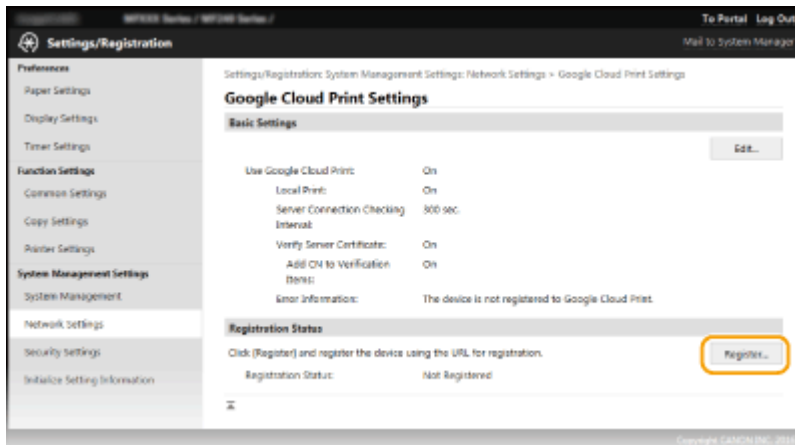 To Portal Log Out
Settings/Registration
Mail to System Manager
Preferences
Paper Settings
Display Settings
Timer Settings
Function Settings
Common Settings
Copy Settings
Printer Settings
System Management Settings
System Management
Network Settings
Security Settings
Initialize Setting Information
Settings/Registration: System Management Settings: Network Settings > Google Cloud Print Settings
Google Cloud Print Settings
Basic Settings
Edit...
Use Google Cloud Print: On
Local Print: On
Server Connection Checking 300 sec.
Interval:
Verify Server Certificate: On
Add CN to Verification On
Items:
Error Information: The device is not registered to Google Cloud Print.
Registration Status
Click [Register] and register the device using the URL for registration.
Register...
Registration Status: Not Registered
Copyright CANON INC.